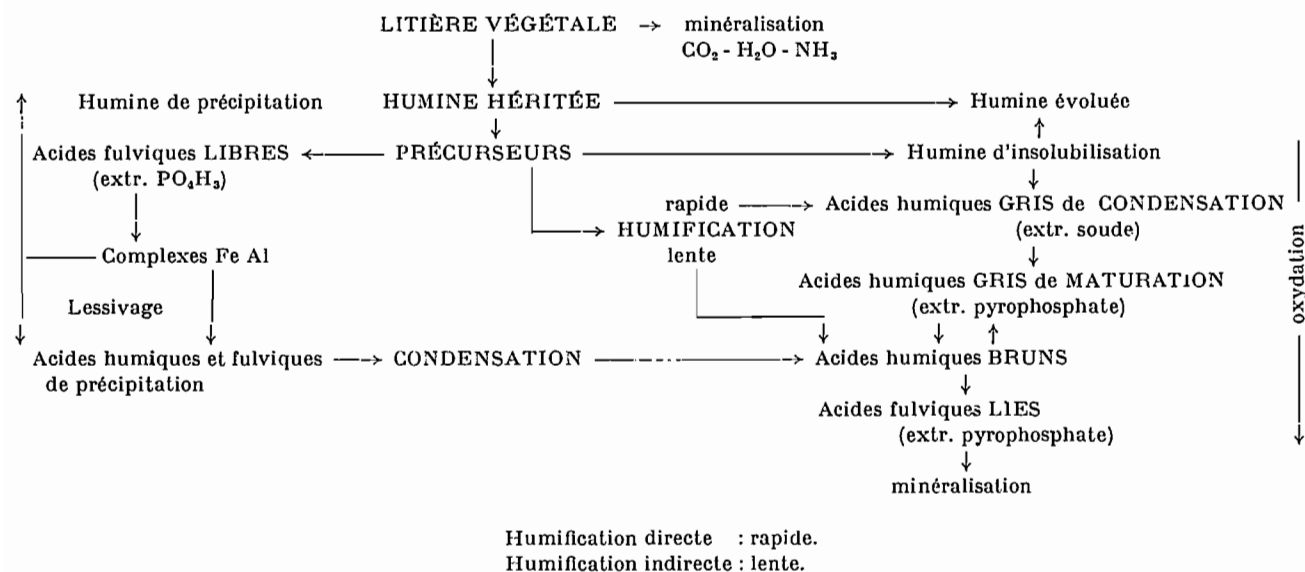 LITIÈRE VÉGÉTALE → minéralisation
CO₂ - H₂O - NH₃
Humine de précipitation HUMINE HÉRITÉE → Humine évoluée
Acides fulviques LIBRES ← PRÉCURSEURS → Humine d'insolubilisation
(extr. PO₄H₃)
rapide → Acides humiques GRIS de CONDENSATION
HUMIFICATION (extr. soude)
Complexes Fe Al lente
Acides humiques GRIS de MATURATION
Lessivage (extr. pyrophosphate)
oxydation
Acides humiques et fulviques → CONDENSATION → Acides humiques BRUNS
de précipitation
Acides fulviques LIES
(extr. pyrophosphate)
minéralisation
Humification directe : rapide.
Humification indirecte : lente.